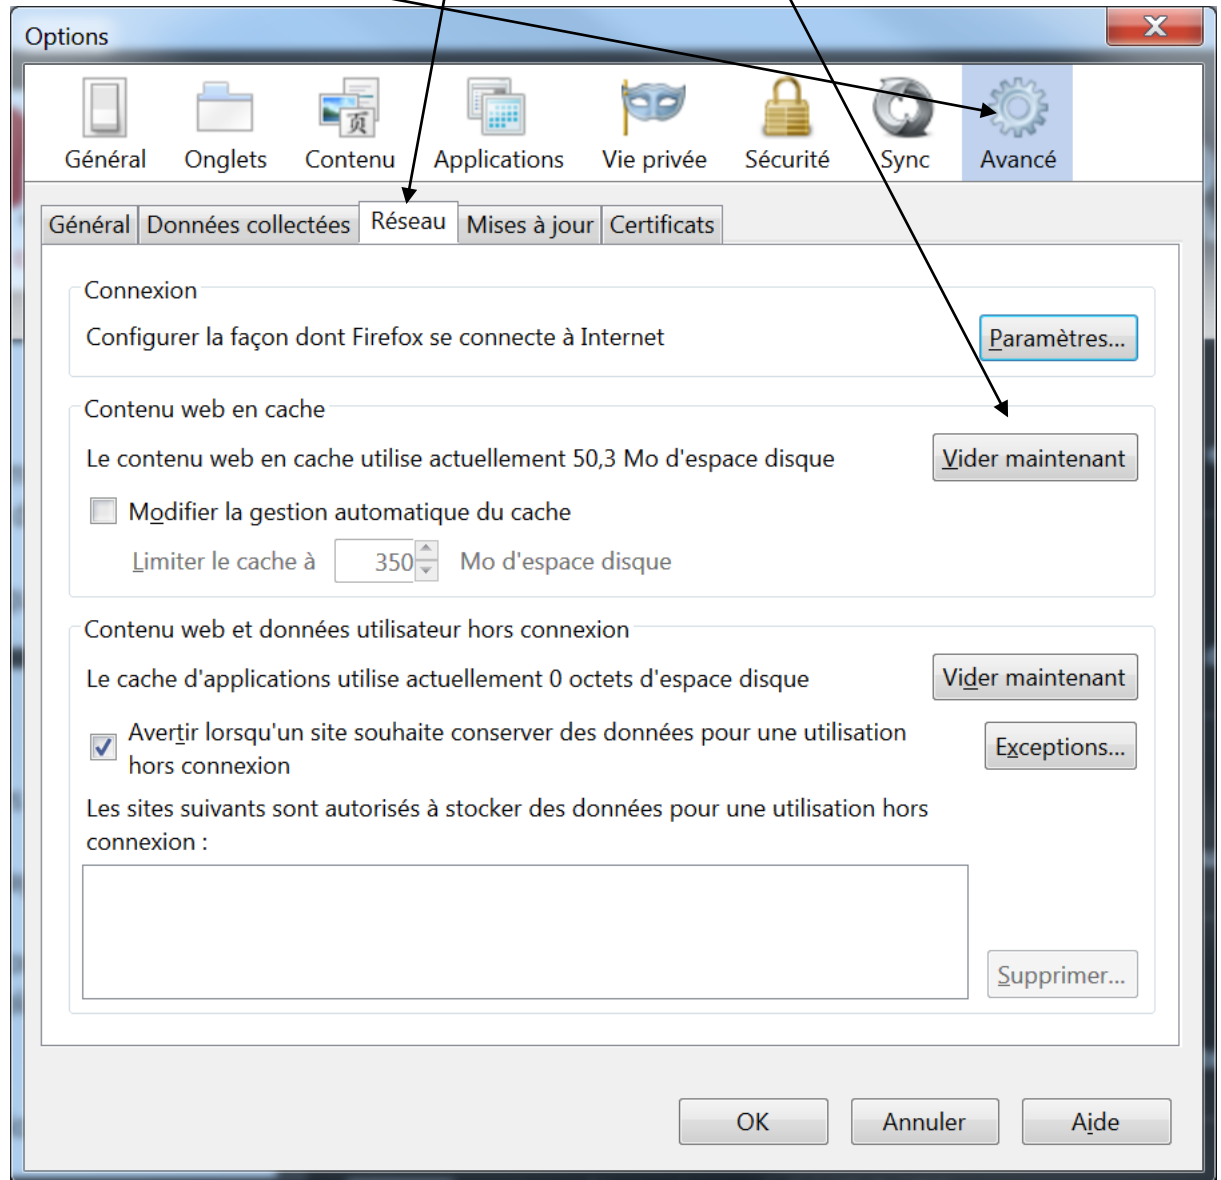 Options
页
Général Onglets Contenu Applications Vie privée Sécurité Sync Avancé
Général Données collectées Réseau Mises à jour Certificats
Connexion
Configurer la façon dont Firefox se connecte à Internet Paramètres...
Contenu web en cache
Le contenu web en cache utilise actuellement 50,3 Mo d'espace disque Vider maintenant
Modifier la gestion automatique du cache
Limiter le cache à 350 Mo d'espace disque
Contenu web et données utilisateur hors connexion
Le cache d'applications utilise actuellement 0 octets d'espace disque Vider maintenant
Avertir lorsqu'un site souhaite conserver des données pour une utilisation
hors connexion
Exceptions...
Les sites suivants sont autorisés à stocker des données pour une utilisation hors
connexion :
Supprimer...
OK Annuler Aide